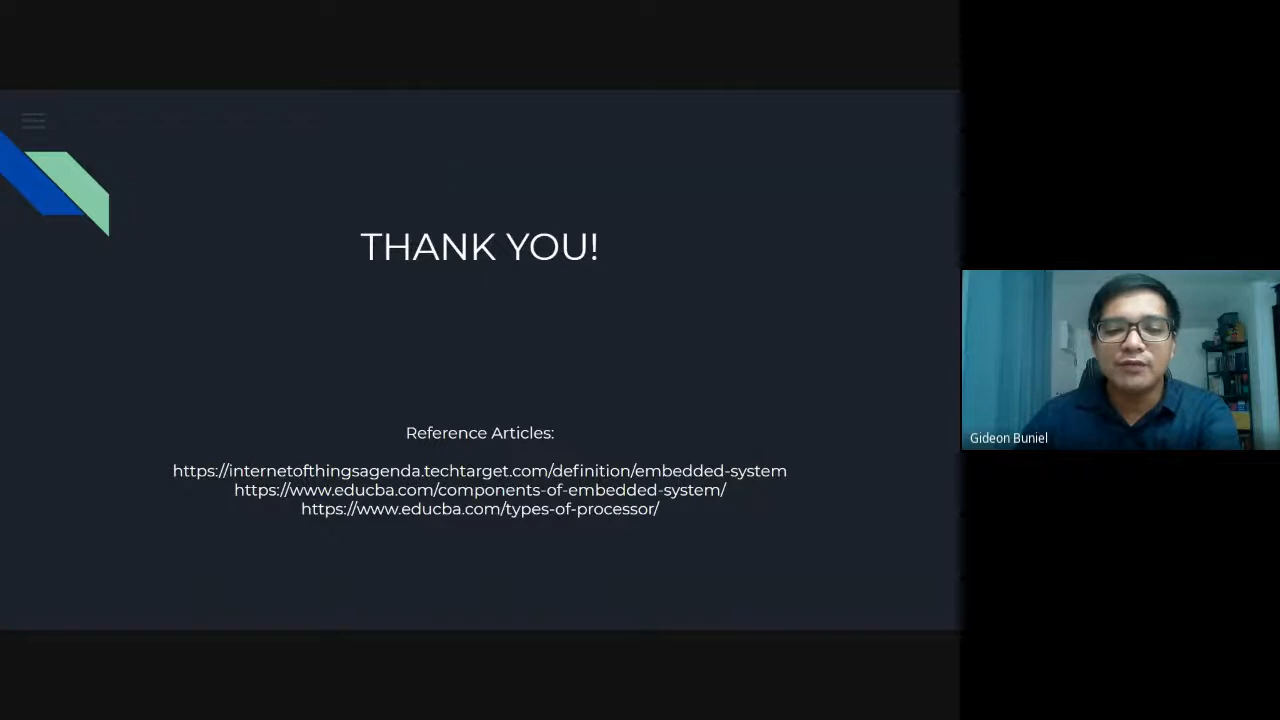 THANK YOU!
Reference Articles:
https://internetofthingsagenda.techtarget.com/definition/embedded-system
https://www.educba.com/components-of-embedded-system/
https://www.educba.com/types-of-processor/
Gideon Buniel